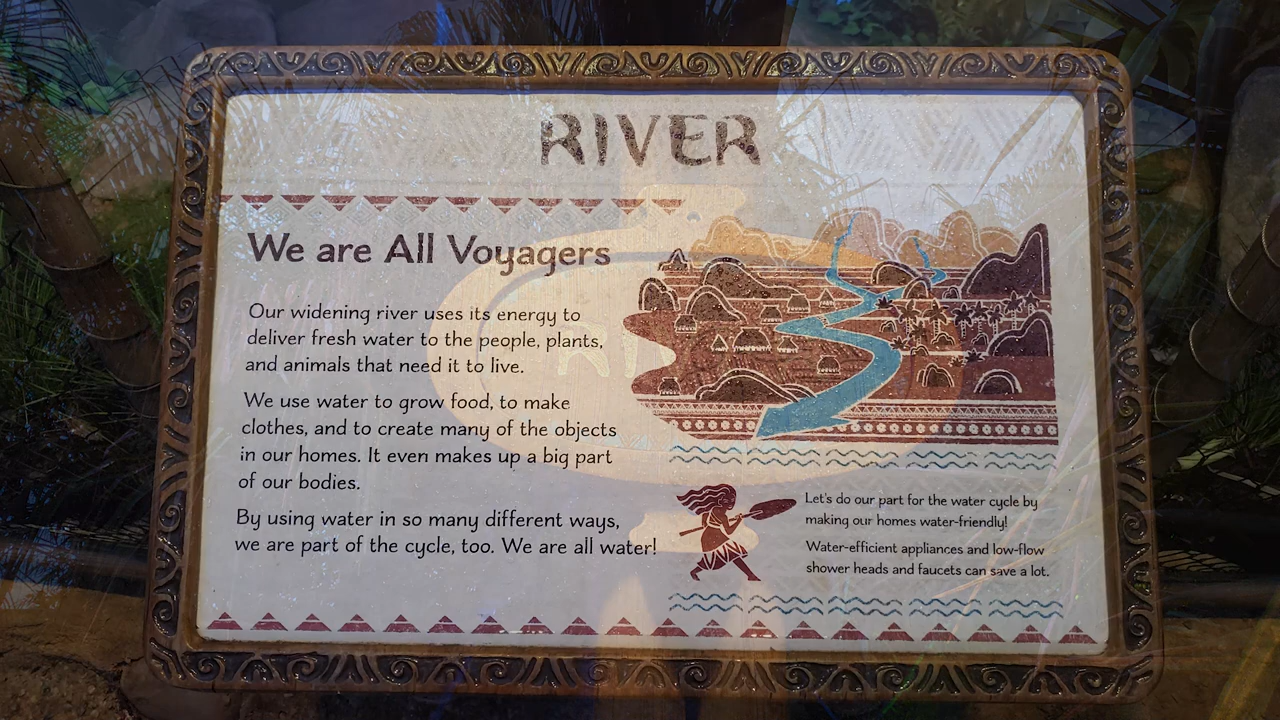 RIVER
We are All Voyagers
Our widening river uses its energy to
deliver fresh water to the people, plants,
and animals that need it to live.
We use water to grow food, to make
clothes, and to create many of the objects
in our homes. It even makes up a big part
of our bodies.
By using water in so many different ways,
we are part of the cycle, too. We are all water!
Let's do our part for the water cycle by
making our homes water-friendly!
Water-efficient appliances and low-flow
shower heads and faucets can save a lot.